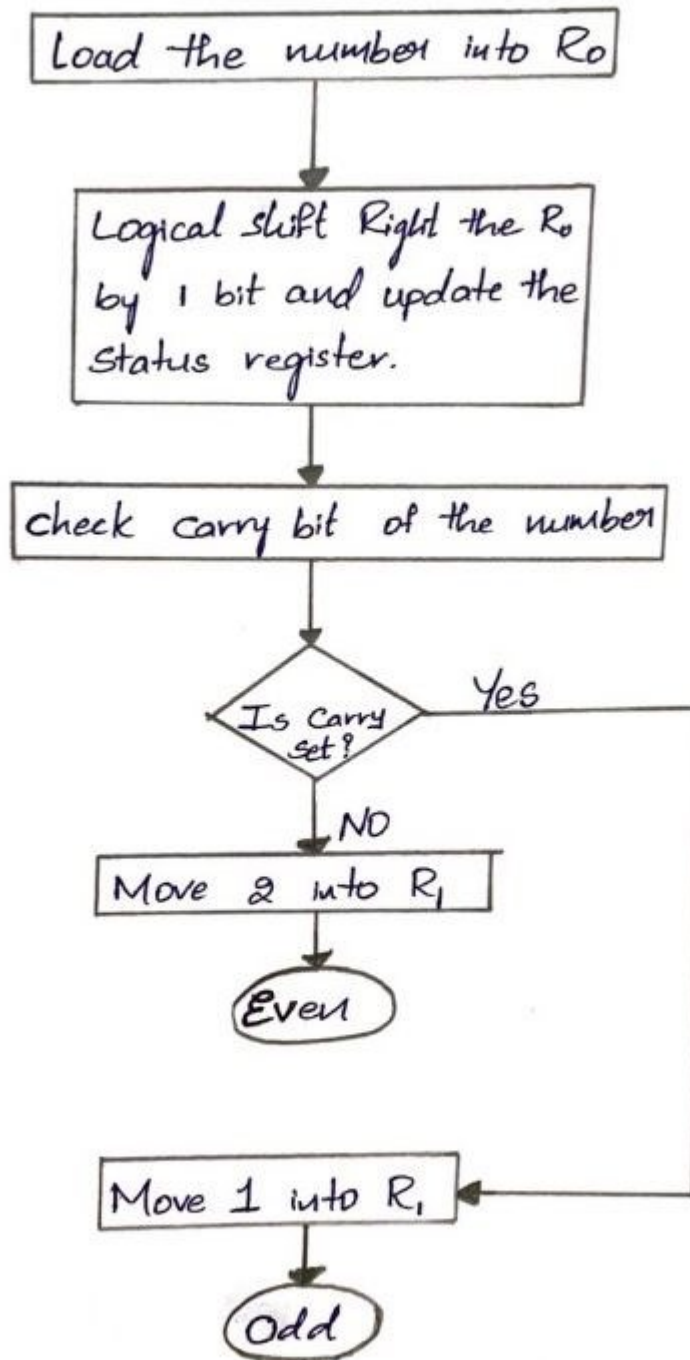 Load the number into R₀
Logical shift Right the R₀
by 1 bit and update the
Status register.
check carry bit of the number
Is Carry
set?
Yes
NO
Move 2 into R₁
Even
Move 1 into R₁
Odd